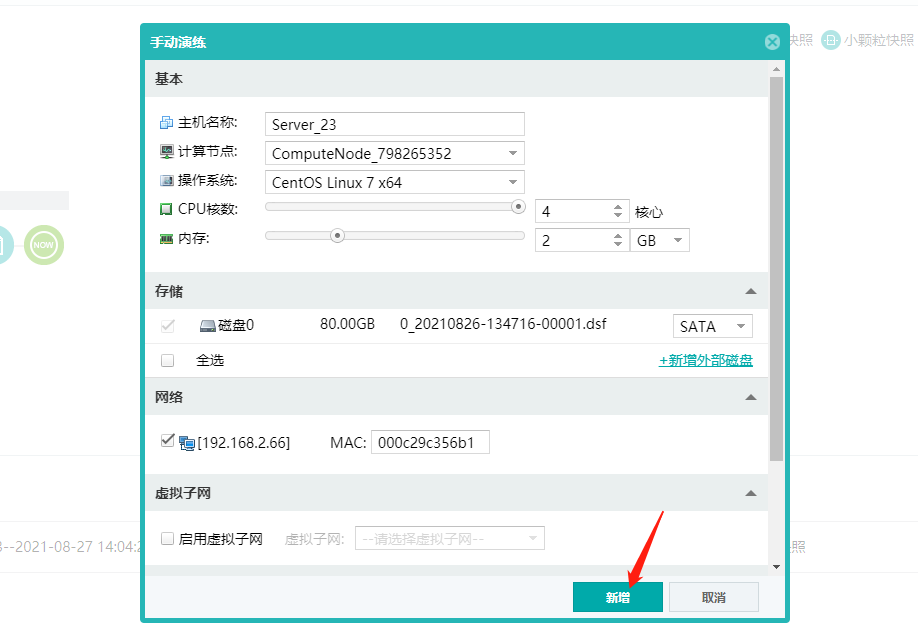 手动演练
快照 小颗粒快照
基本
主机名称: Server_23
计算节点: ComputeNode_798265352
操作系统: CentOS Linux 7 x64
CPU核数: 4 核心
内存: 2 GB
NOW
存储
磁盘0 80.00GB 0_20210826-134716-00001.dsf SATA
全选 +新增外部磁盘
网络
[192.168.2.66] MAC: 000c29c356b1
虚拟子网
启用虚拟子网 虚拟子网: --请选择虚拟子网--
--2021-08-27 14:04:2 照
新增 取消